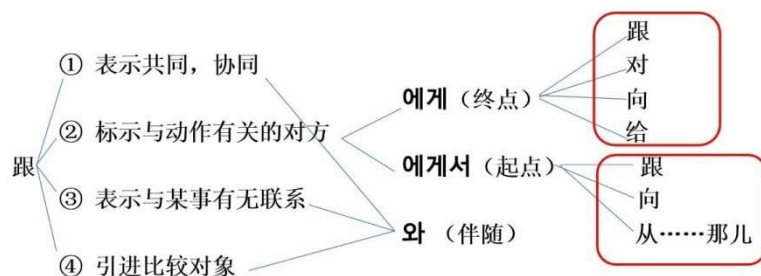 跟
① 表示共同，协同
② 标示与动作有关的对方
③ 表示与某事有无联系
④ 引进比较对象
에게（终点）
에게서（起点）
와 （伴随）
跟
对
向
给
跟
向
从……那儿